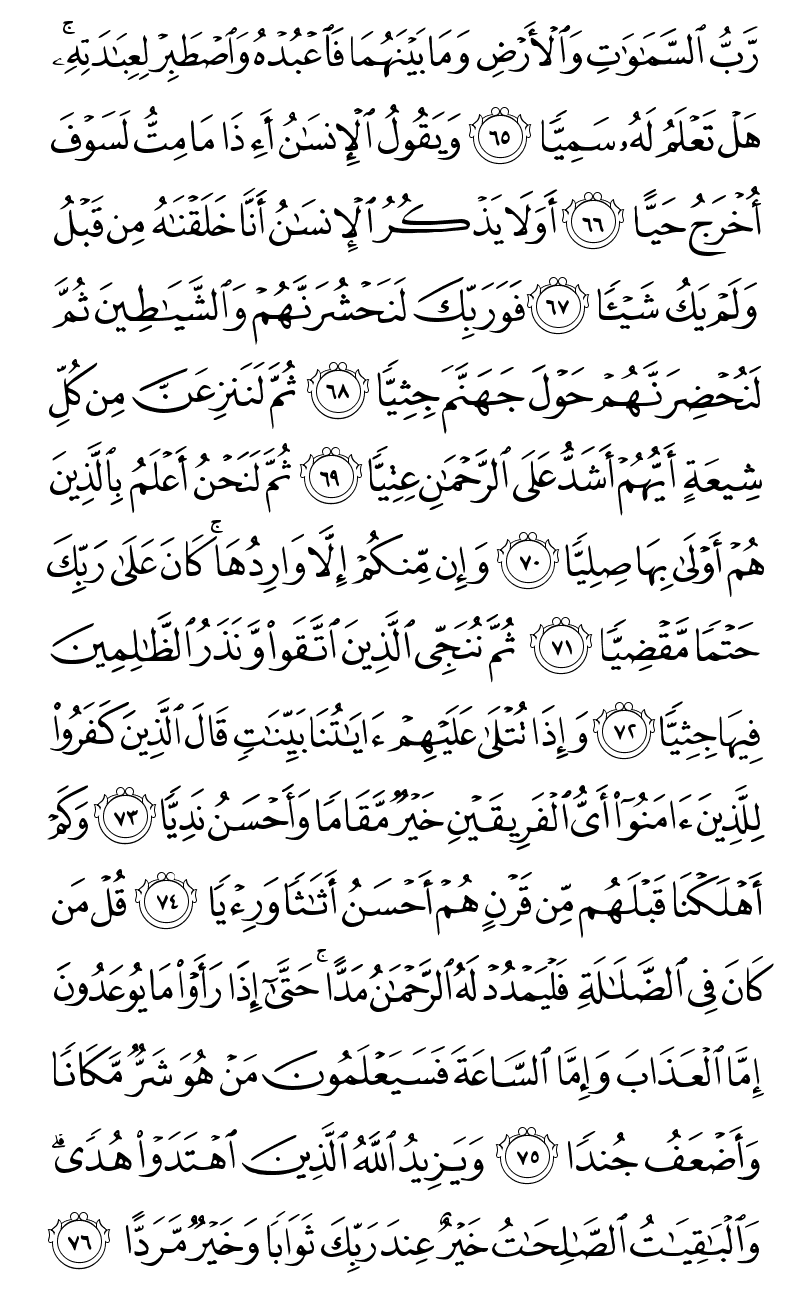 رَّبُّ ٱلسَّمَٰوَٰتِ وَٱلْأَرْضِ وَمَا بَيْنَهُمَا فَٱعْبُدْهُ وَٱصْطَبِرْ لِعِبَٰدَتِهِۦ ۚ
هَلْ تَعْلَمُ لَهُۥ سَمِيًّا ٦٥ وَيَقُولُ ٱلْإِنسَٰنُ أَءِذَا مَا مِتُّ لَسَوْفَ
أُخْرَجُ حَيًّا ٦٦ أَوَلَا يَذْكُرُ ٱلْإِنسَٰنُ أَنَّا خَلَقْنَٰهُ مِن قَبْلُ
وَلَمْ يَكُ شَيْـًٔا ٦٧ فَوَرَبِّكَ لَنَحْشُرَنَّهُمْ وَٱلشَّيَٰطِينَ ثُمَّ
لَنُحْضِرَنَّهُمْ حَوْلَ جَهَنَّمَ جِثِيًّا ٦٨ ثُمَّ لَنَنزِعَنَّ مِن كُلِّ
شِيعَةٍ أَيُّهُمْ أَشَدُّ عَلَى ٱلرَّحْمَٰنِ عِتِيًّا ٦٩ ثُمَّ لَنَحْنُ أَعْلَمُ بِٱلَّذِينَ
هُمْ أَوْلَىٰ بِهَا صِلِيًّا ٧٠ وَإِن مِّنكُمْ إِلَّا وَارِدُهَا ۚ كَانَ عَلَىٰ رَبِّكَ
حَتْمًا مَّقْضِيًّا ٧١ ثُمَّ نُنَجِّى ٱلَّذِينَ ٱتَّقَوا۟ وَّنَذَرُ ٱلظَّٰلِمِينَ
فِيهَا جِثِيًّا ٧٢ وَإِذَا تُتْلَىٰ عَلَيْهِمْ ءَايَٰتُنَا بَيِّنَٰتٍ قَالَ ٱلَّذِينَ كَفَرُوا۟
لِلَّذِينَ ءَامَنُوٓا۟ أَىُّ ٱلْفَرِيقَيْنِ خَيْرٌ مَّقَامًا وَأَحْسَنُ نَدِيًّا ٧٣ وَكَمْ
أَهْلَكْنَا قَبْلَهُم مِّن قَرْنٍ هُمْ أَحْسَنُ أَثَٰثًا وَرِءْيًا ٧٤ قُلْ مَن
كَانَ فِى ٱلضَّلَٰلَةِ فَلْيَمْدُدْ لَهُ ٱلرَّحْمَٰنُ مَدًّا ۚ حَتَّىٰٓ إِذَا رَأَوْا۟ مَا يُوعَدُونَ
إِمَّا ٱلْعَذَابَ وَإِمَّا ٱلسَّاعَةَ فَسَيَعْلَمُونَ مَنْ هُوَ شَرٌّ مَّكَانًا
وَأَضْعَفُ جُندًا ٧٥ وَيَزِيدُ ٱللَّهُ ٱلَّذِينَ ٱهْتَدَوْا۟ هُدًى ۗ
وَٱلْبَٰقِيَٰتُ ٱلصَّٰلِحَٰتُ خَيْرٌ عِندَ رَبِّكَ ثَوَابًا وَخَيْرٌ مَّرَدًّا ٧٦